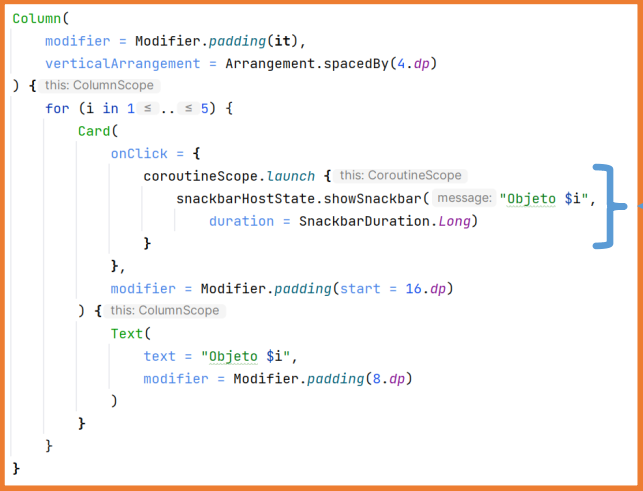 Column(
    modifier = Modifier.padding(it),
    verticalArrangement = Arrangement.spacedBy(4.dp)
) { this: ColumnScope
    for (i in 1 ≤ .. ≤ 5) {
        Card(
            onClick = {
                coroutineScope.launch { this: CoroutineScope
                    snackbarHostState.showSnackbar( message: "Objeto $i",
                        duration = SnackbarDuration.Long)
                }
            },
            modifier = Modifier.padding(start = 16.dp)
        ) { this: ColumnScope
            Text(
                text = "Objeto $i",
                modifier = Modifier.padding(8.dp)
            )
        }
    }
}